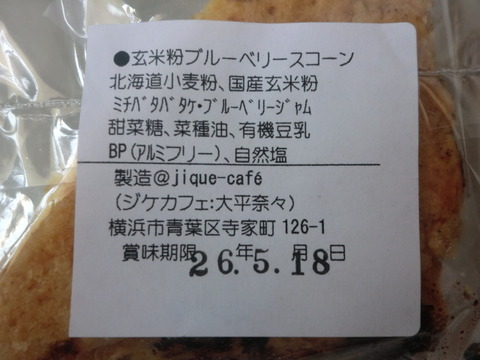 ●玄米粉ブルーベリースコーン
北海道小麦粉、国産玄米粉
ﾐﾁﾊﾞﾀﾊﾞﾀｹ・ﾌﾞﾙｰﾍﾞﾘｰｼﾞｬﾑ
甜菜糖、菜種油、有機豆乳
BP(ｱﾙﾐフリー)、自然塩
製造@jique-café
(ジケカフェ:大平奈々)
横浜市青葉区寺家町126-1
賞味期限26年5.月18日